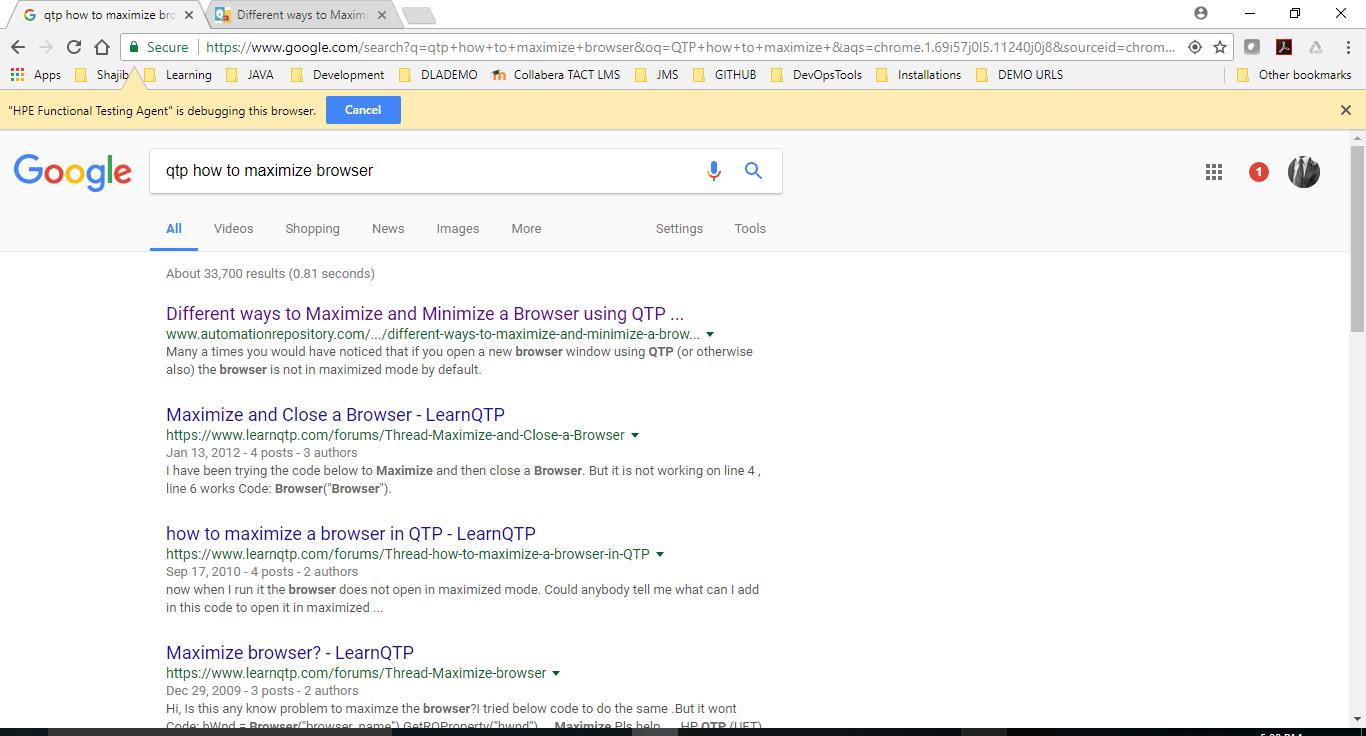 qtp how to maximize bro
Different ways to Maxim
Secure
https://www.google.com/search?q=qtp+how+to+maximize+browser&oq=QTP+how+to+maximize+&aqs=chrome.1.69i57j0l5.11240j0j8&sourceid=chrom...
Apps Shajib Learning JAVA Development DLADEMO Collabera TACT LMS JMS GITHUB DevOpsTools Installations DEMO URLS Other bookmarks
"HPE Functional Testing Agent" is debugging this browser. Cancel
Google
qtp how to maximize browser
1
All Videos Shopping News Images More Settings Tools
About 33,700 results (0.81 seconds)
Different ways to Maximize and Minimize a Browser using QTP ...
www.automationrepository.com/.../different-ways-to-maximize-and-minimize-a-brow...
Many a times you would have noticed that if you open a new browser window using QTP (or otherwise
also) the browser is not in maximized mode by default.
Maximize and Close a Browser - LearnQTP
https://www.learnqtp.com/forums/Thread-Maximize-and-Close-a-Browser
Jan 13, 2012 - 4 posts - 3 authors
I have been trying the code below to Maximize and then close a Browser. But it is not working on line 4 ,
line 6 works Code: Browser("Browser").
how to maximize a browser in QTP - LearnQTP
https://www.learnqtp.com/forums/Thread-how-to-maximize-a-browser-in-QTP
Sep 17, 2010 - 4 posts - 2 authors
now when I run it the browser does not open in maximized mode. Could anybody tell me what can I add
in this code to open it in maximized ...
Maximize browser? - LearnQTP
https://www.learnqtp.com/forums/Thread-Maximize-browser
Dec 29, 2009 - 3 posts - 2 authors
Hi, Is this any know problem to maximze the browser?I tried below code to do the same .But it wont
Code: hWnd = Browser("browser_name").GetROProperty("hwnd") ... Maximize Pls help. ... HP QTP (UFT)